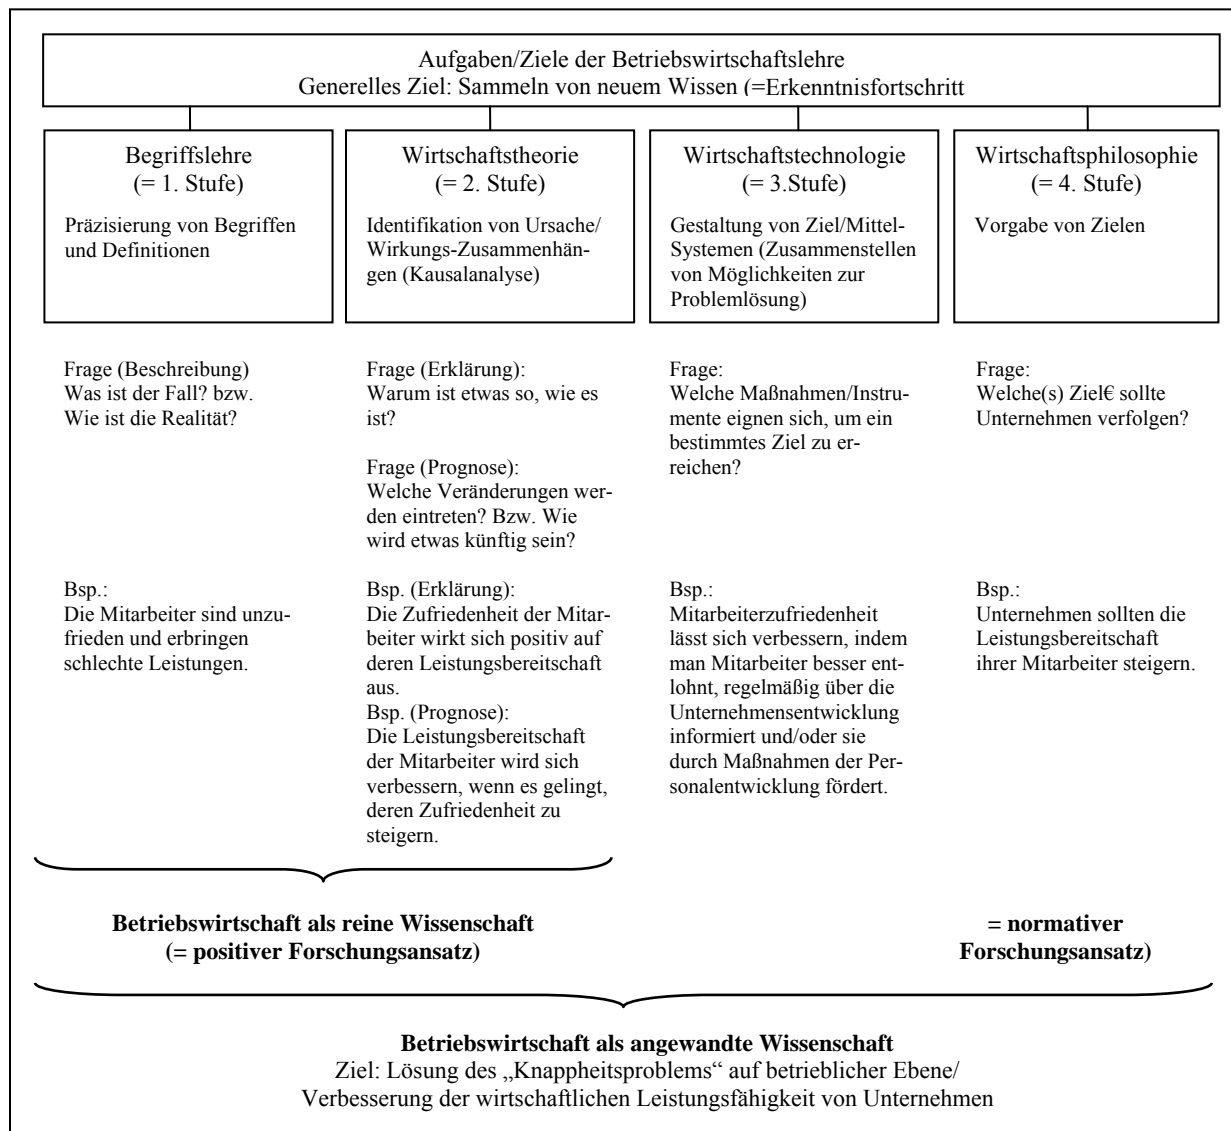 Aufgaben/Ziele der Betriebswirtschaftslehre
Generelles Ziel: Sammeln von neuem Wissen (=Erkenntnisfortschritt
Begriffslehre
(= 1. Stufe)
Präzisierung von Begriffen
und Definitionen
Wirtschaftstheorie
(= 2. Stufe)
Identifikation von Ursache/
Wirkungs-Zusammenhän-
gen (Kausalanalyse)
Wirtschaftstechnologie
(= 3.Stufe)
Gestaltung von Ziel/Mittel-
Systemen (Zusammenstellen
von Möglichkeiten zur
Problemlösung)
Wirtschaftsphilosophie
(= 4. Stufe)
Vorgabe von Zielen
Frage (Beschreibung)
Was ist der Fall? bzw.
Wie ist die Realität?
Frage (Erklärung):
Warum ist etwas so, wie es
ist?
Frage (Prognose):
Welche Veränderungen wer-
den eintreten? Bzw. Wie
wird etwas künftig sein?
Frage:
Welche Maßnahmen/Instru-
mente eignen sich, um ein
bestimmtes Ziel zu er-
reichen?
Frage:
Welche(s) Ziel€ sollte
Unternehmen verfolgen?
Bsp.:
Die Mitarbeiter sind unzu-
frieden und erbringen
schlechte Leistungen.
Bsp. (Erklärung):
Die Zufriedenheit der Mitar-
beiter wirkt sich positiv auf
deren Leistungsbereitschaft
aus.
Bsp. (Prognose):
Die Leistungsbereitschaft
der Mitarbeiter wird sich
verbessern, wenn es gelingt,
deren Zufriedenheit zu
steigern.
Bsp.:
Mitarbeiterzufriedenheit
lässt sich verbessern, indem
man Mitarbeiter besser ent-
lohnt, regelmäßig über die
Unternehmensentwicklung
informiert und/oder sie
durch Maßnahmen der Per-
sonalentwicklung fördert.
Bsp.:
Unternehmen sollten die
Leistungsbereitschaft
ihrer Mitarbeiter steigern.
Betriebswirtschaft als reine Wissenschaft
(= positiver Forschungsansatz)
= normativer
Forschungsansatz)
Betriebswirtschaft als angewandte Wissenschaft
Ziel: Lösung des „Knappheitsproblems“ auf betrieblicher Ebene/
Verbesserung der wirtschaftlichen Leistungsfähigkeit von Unternehmen